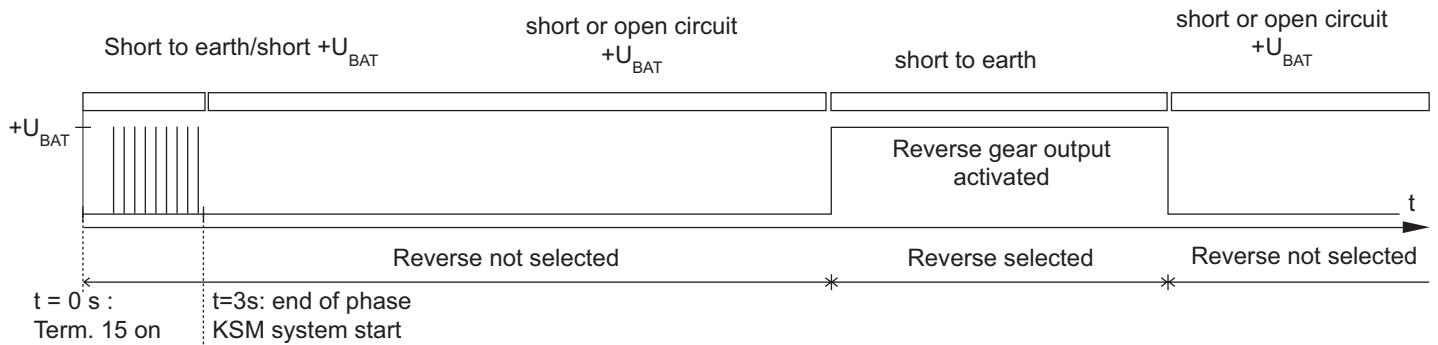 short or open circuit
+U_BAT
Short to earth/short +U_BAT
short or open circuit
+U_BAT
short to earth
+U_BAT
Reverse gear output
activated
t
Reverse not selected
Reverse selected
Reverse not selected
t = 0 s :
Term. 15 on
t=3s: end of phase
KSM system start